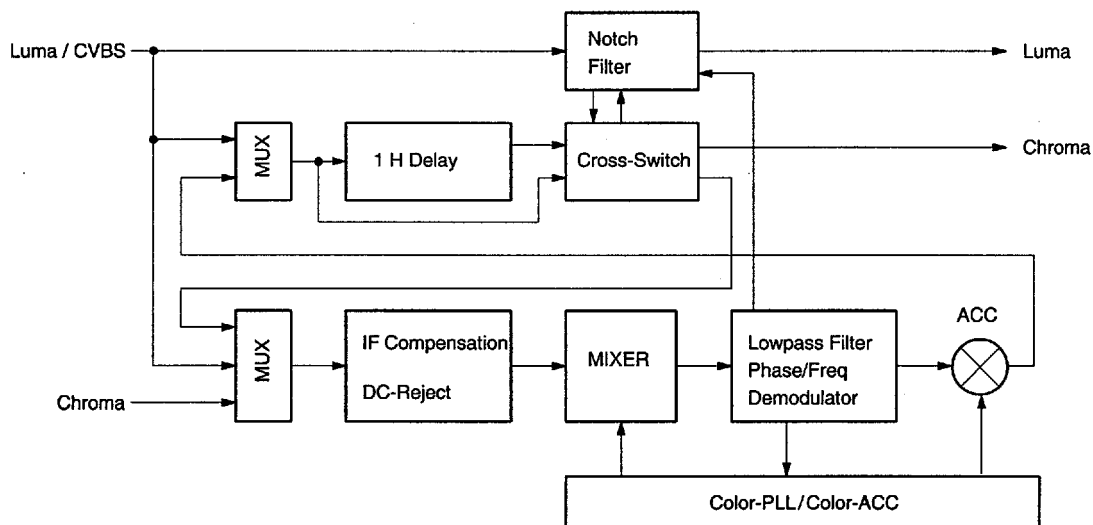 Luma / CVBS
Notch
Filter
Luma
MUX
1 H Delay
Cross-Switch
Chroma
MUX
IF Compensation
DC-Reject
MIXER
Lowpass Filter
Phase/Freq
Demodulator
ACC
Chroma
Color-PLL/Color-ACC